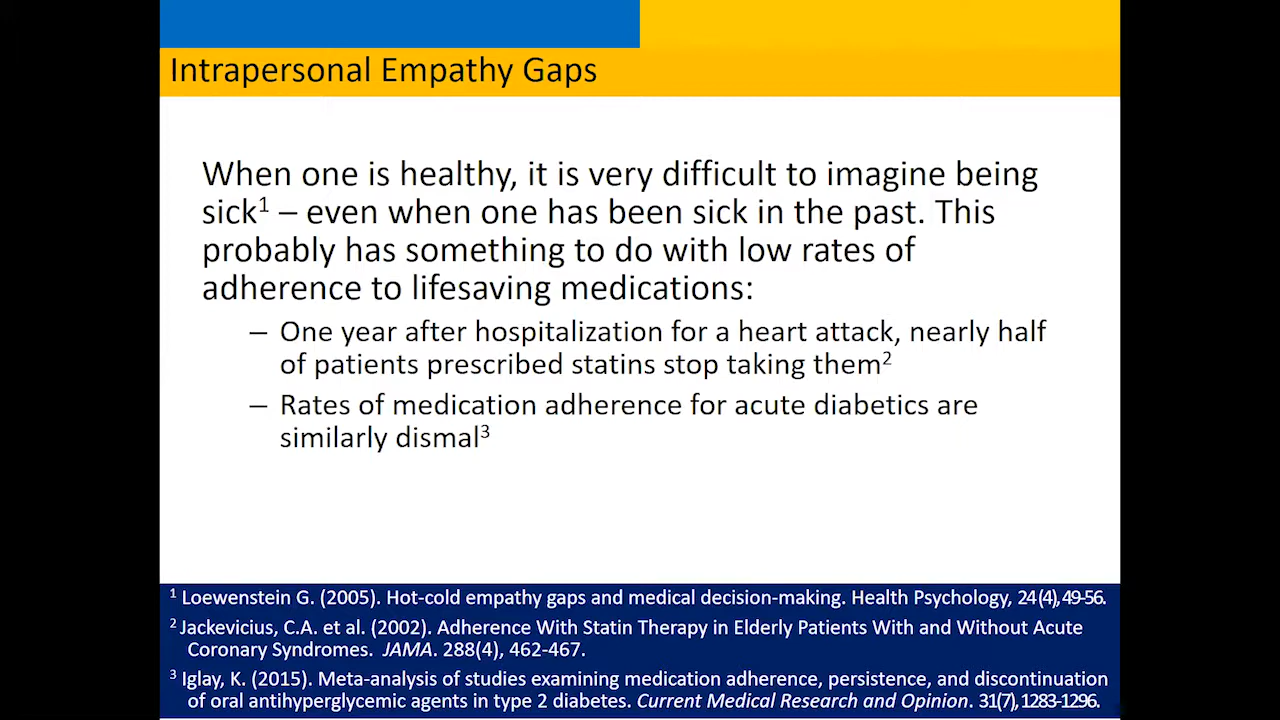 Intrapersonal Empathy Gaps
When one is healthy, it is very difficult to imagine being
sick¹ – even when one has been sick in the past. This
probably has something to do with low rates of
adherence to lifesaving medications:
– One year after hospitalization for a heart attack, nearly half
of patients prescribed statins stop taking them²
– Rates of medication adherence for acute diabetics are
similarly dismal³
¹ Loewenstein G. (2005). Hot-cold empathy gaps and medical decision-making. Health Psychology, 24(4), 49-56.
² Jackevicius, C.A. et al. (2002). Adherence With Statin Therapy in Elderly Patients With and Without Acute
Coronary Syndromes. JAMA. 288(4), 462-467.
³ Iglay, K. (2015). Meta-analysis of studies examining medication adherence, persistence, and discontinuation
of oral antihyperglycemic agents in type 2 diabetes. Current Medical Research and Opinion. 31(7), 1283-1296.